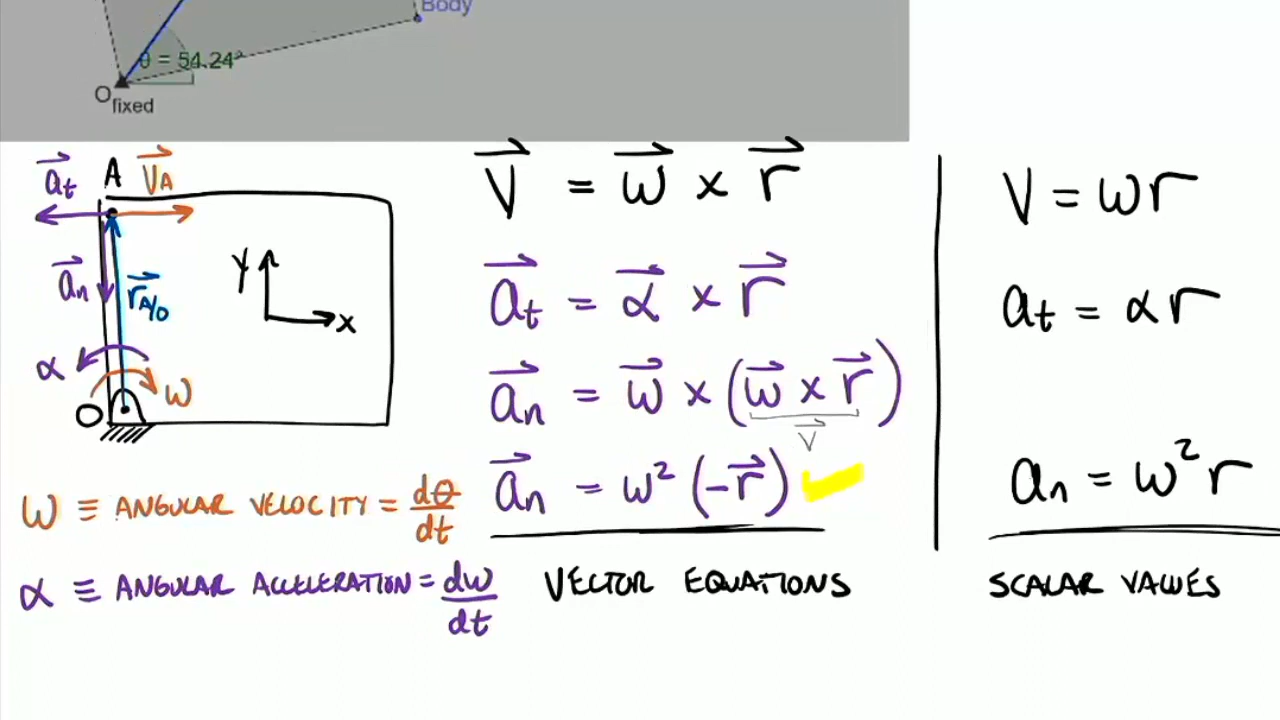 Body
θ = 54.24°
O fixed
a⃗t A V⃗A
a⃗n r⃗A/O
y x
α ω
O
V⃗ = ω⃗ × r⃗
a⃗t = α⃗ × r⃗
a⃗n = ω⃗ × (ω⃗ × r⃗)
V⃗
a⃗n = ω² (-r⃗)
VECTOR EQUATIONS
V = ωr
at = αr
an = ω²r
SCALAR VALUES
ω ≡ ANGULAR VELOCITY = dθ/dt
α ≡ ANGULAR ACCELERATION = dω/dt